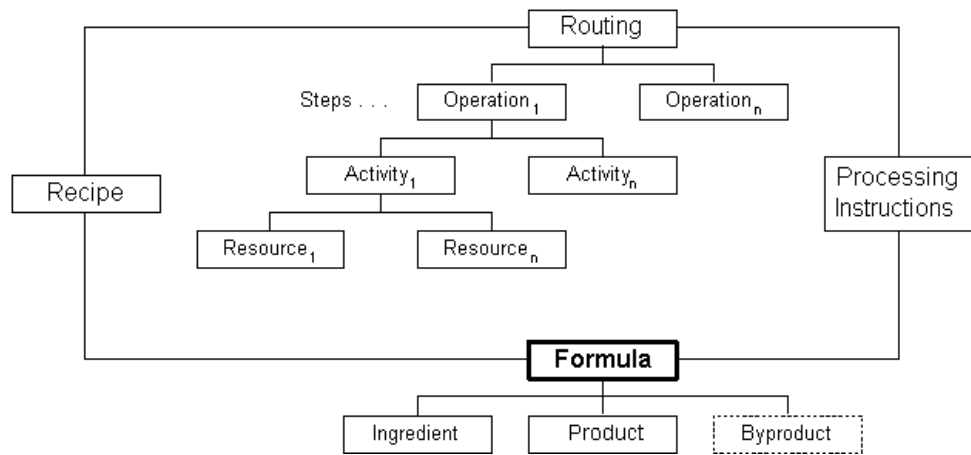 Routing
Steps . . . Operation1 Operationn
Activity1 Activityn
Recipe
Processing
Instructions
Resource1 Resourcen
Formula
Ingredient Product Byproduct